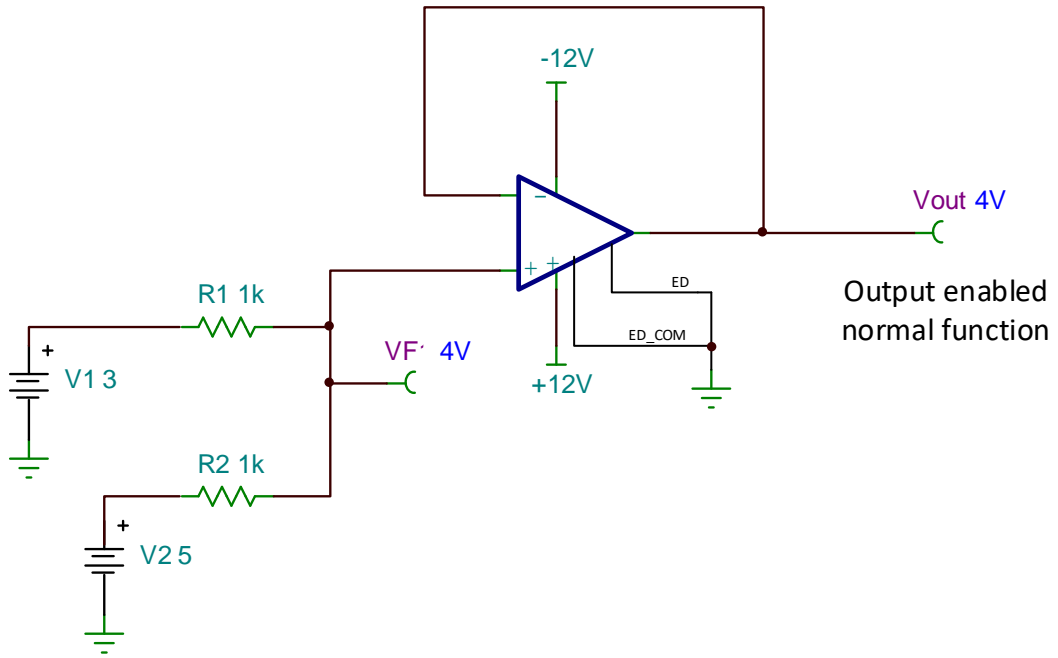 -12V
Vout 4V
Output enabled
normal function
ED
ED_COM
R1 1k
+12V
4V
V1 3
R2 1k
V2 5